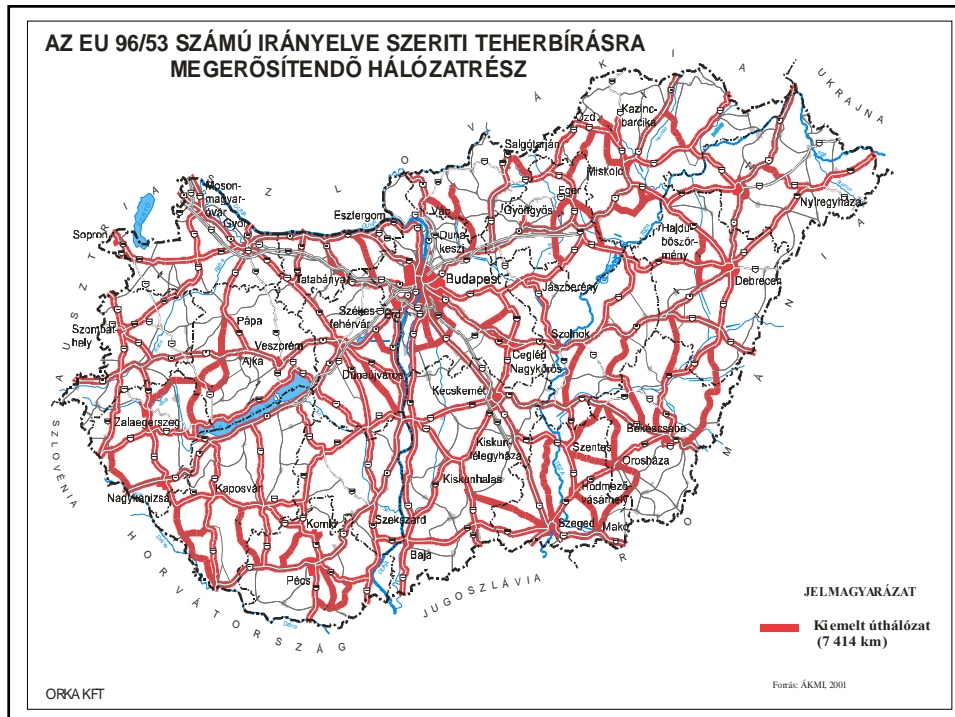 AZ EU 96/53 SZÁMÚ IRÁNYELVE SZERITI TEHERBÍRÁSRA
MEGERÕSÍTENDÕ HÁLÓZATRÉSZ
UKRAJNA
Ózd
Kazinc-
barcika
Salgótarján
Miskolc
Eger
Moson-
magyar-
óvár
Esztergom
Vác
Gyöngyös
Nyíregyháza
Győr
Duna-
keszi
Hajdú-
böször-
mény
Sopron
Tatabánya
Budapest
Jászberény
Debrecen
Székes-
fehérvár
Érd
Pápa
Szombat-
hely
Veszprém
Szolnok
Ajka
Cegléd
Dunaújváros
Nagykőrös
Kecskemét
Zalaegerszeg
Békéscsaba
Kiskun-
félegyháza
Szentes
Orosháza
Nagykanizsa
Kaposvár
Kiskunhalas
Hódmező-
vásárhely
Komló
Szekszárd
Szeged
Makó
Baja
Pécs
SZLOVÉNIA
HORVÁTORSZÁG
JUGOSZLÁVIA
JELMAGYARÁZAT
Kiemelt úthálózat
(7 414 km)
Forrás: ÁKMI, 2001
ORKA KFT